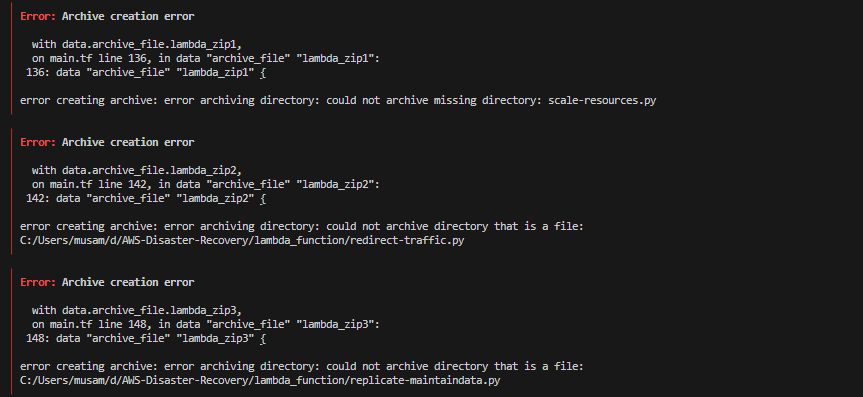 Error: Archive creation error
with data.archive_file.lambda_zip1,
on main.tf line 136, in data "archive_file" "lambda_zip1":
136: data "archive_file" "lambda_zip1" {
error creating archive: error archiving directory: could not archive missing directory: scale-resources.py
Error: Archive creation error
with data.archive_file.lambda_zip2,
on main.tf line 142, in data "archive_file" "lambda_zip2":
142: data "archive_file" "lambda_zip2" {
error creating archive: error archiving directory: could not archive directory that is a file:
C:/Users/musam/d/AWS-Disaster-Recovery/lambda_function/redirect-traffic.py
Error: Archive creation error
with data.archive_file.lambda_zip3,
on main.tf line 148, in data "archive_file" "lambda_zip3":
148: data "archive_file" "lambda_zip3" {
error creating archive: error archiving directory: could not archive directory that is a file:
C:/Users/musam/d/AWS-Disaster-Recovery/lambda_function/replicate-maintaindata.py